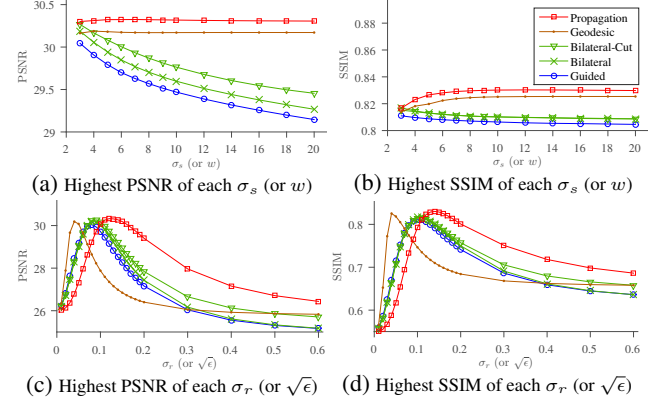 30.5
30
29.5
29
PSNR
2 4 6 8 10 12 14 16 18 20
σs (or w)
(a) Highest PSNR of each σs (or w)
0.88
0.86
0.84
0.82
0.8
SSIM
2 4 6 8 10 12 14 16 18 20
σs (or w)
Propagation
Geodesic
Bilateral-Cut
Bilateral
Guided
(b) Highest SSIM of each σs (or w)
30
28
26
PSNR
0 0.1 0.2 0.3 0.4 0.5 0.6
σr (or √ϵ)
(c) Highest PSNR of each σr (or √ϵ)
0.8
0.7
0.6
0.5
SSIM
0 0.1 0.2 0.3 0.4 0.5 0.6
σr (or √ϵ)
(d) Highest SSIM of each σr (or √ϵ)